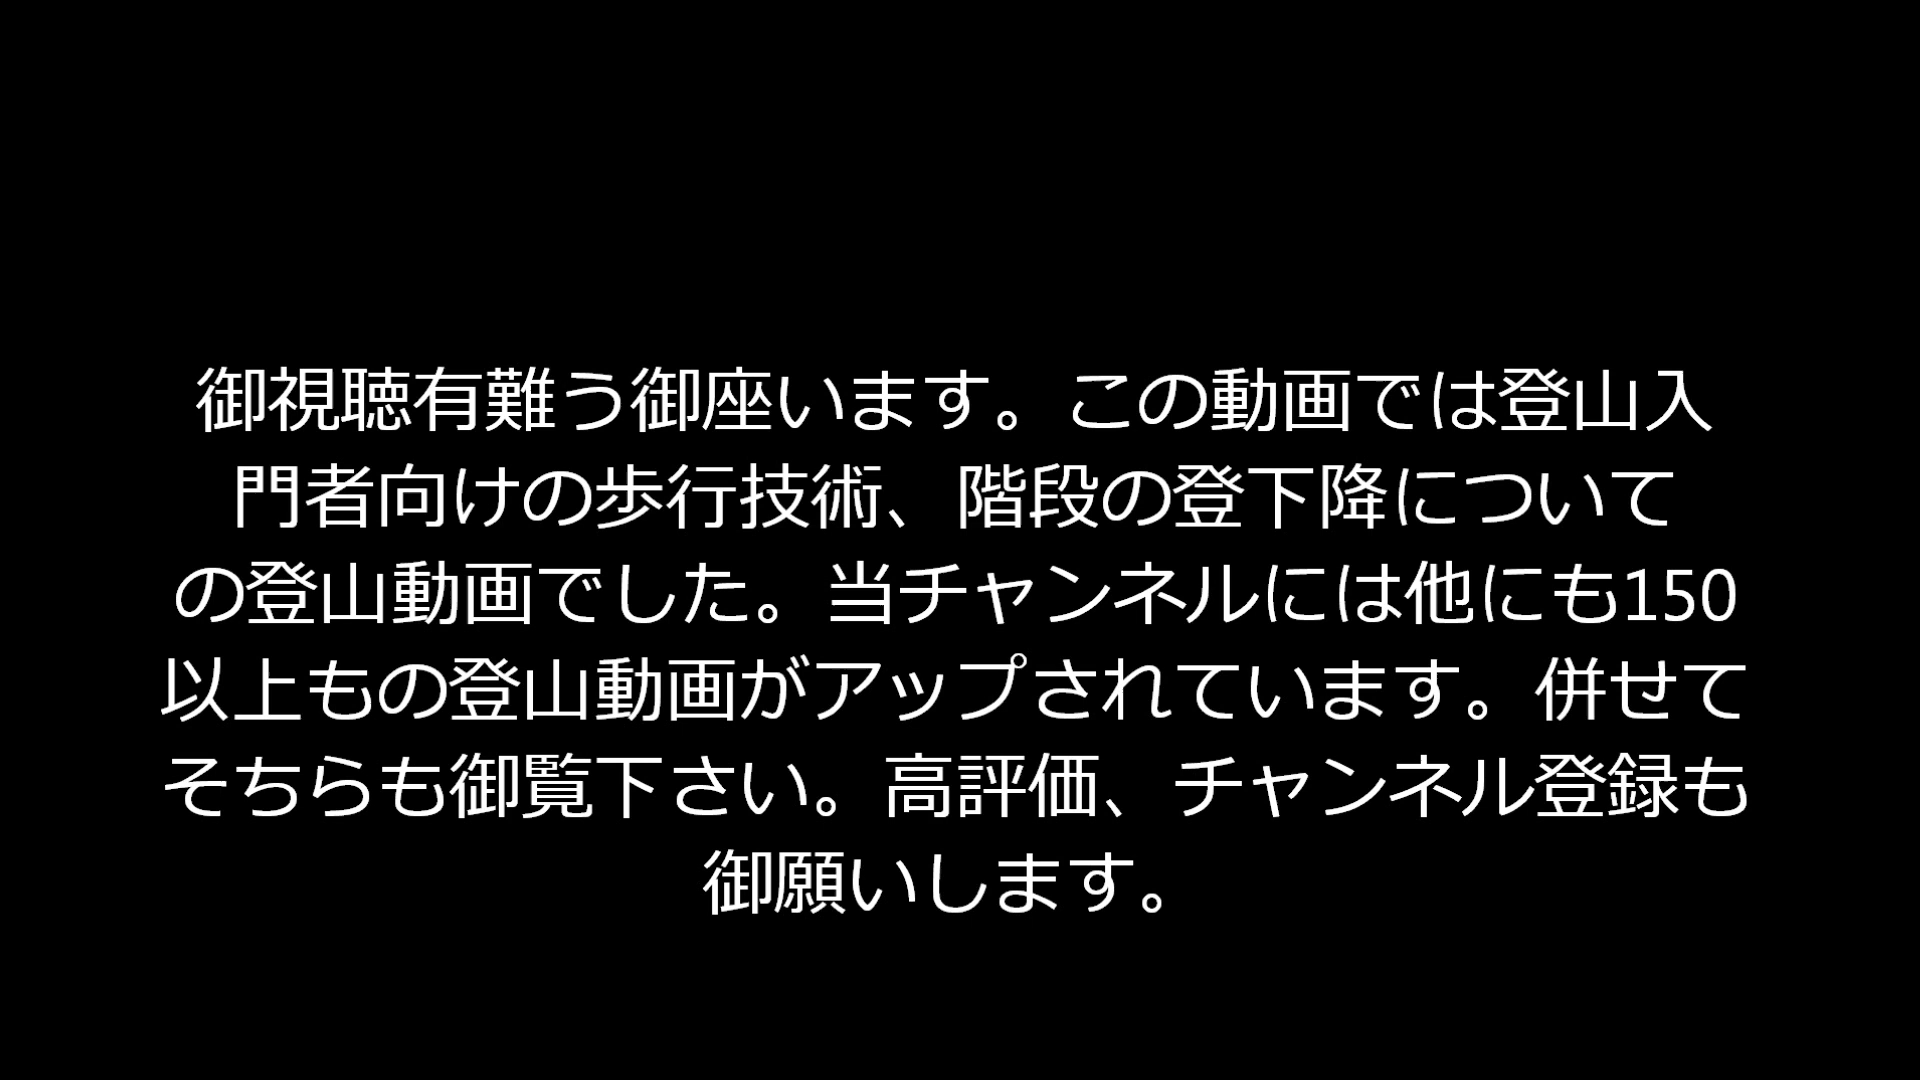 御視聴有難う御座います。この動画では登山入
門者向けの歩行技術、階段の登下降について
の登山動画でした。当チャンネルには他にも150
以上もの登山動画がアップされています。併せて
そちらも御覧下さい。高評価、チャンネル登録も
御願いします。